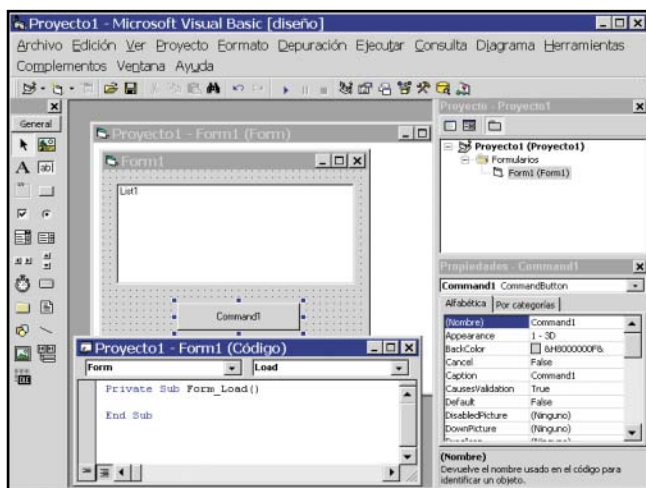 Proyecto1 - Microsoft Visual Basic [diseño]
Archivo Edición Ver Proyecto Formato Depuración Ejecutar Consulta Diagrama Herramientas
Complementos Ventana Ayuda
General
A
ab
Proyecto1 - Form1 (Form)
Form1
List1
Command1
Proyecto1 - Form1 (Código)
Form
Load
Private Sub Form_Load()
End Sub
Proyecto - Proyecto1
Proyecto1 (Proyecto1)
Formularios
Form1 (Form1)
Propiedades - Command1
Command1 CommandButton
Alfabética
Por categorías
(Nombre) Command1
Appearance 1 - 3D
BackColor &H8000000F&
Cancel False
Caption Command1
CausesValidation True
Default False
DisabledPicture (Ninguno)
DownPicture (Ninguno)
(Nombre)
Devuelve el nombre usado en el código para
identificar un objeto.